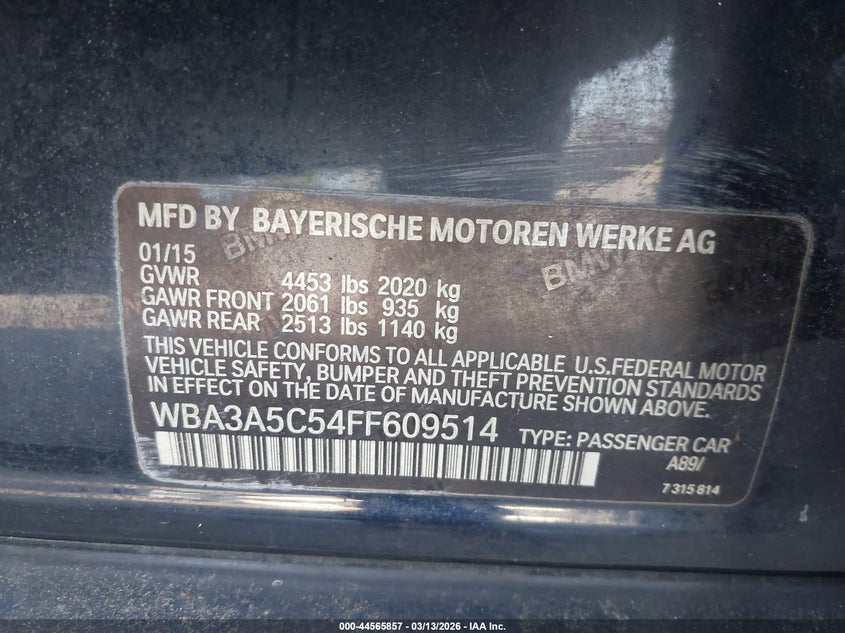 MFD BY BAYERISCHE MOTOREN WERKE AG
01/15
GVWR 4453 lbs 2020 kg
GAWR FRONT 2061 lbs 935 kg
GAWR REAR 2513 lbs 1140 kg
THIS VEHICLE CONFORMS TO ALL APPLICABLE U.S.FEDERAL MOTOR
VEHICLE SAFETY, BUMPER AND THEFT PREVENTION STANDARDS
IN EFFECT ON THE DATE OF MANUFACTURE SHOWN ABOVE.
WBA3A5C54FF609514 TYPE: PASSENGER CAR
A89/
7315814
000-44565857 | 03/13/2026 - IAA Inc.